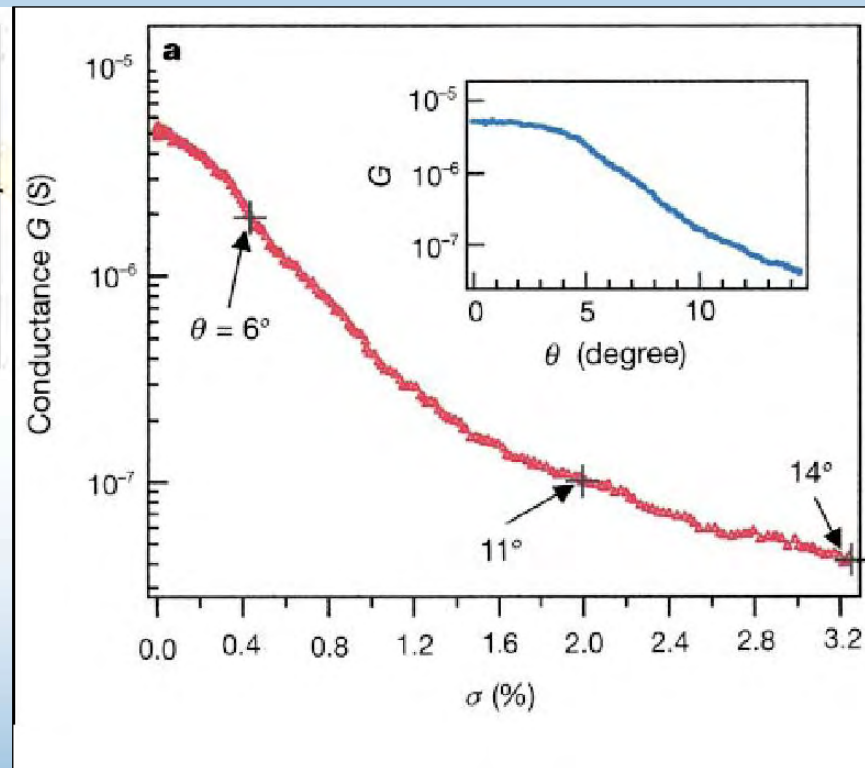 a
10⁻⁵
10⁻⁶
10⁻⁷
Conductance G (S)
0.0 0.4 0.8 1.2 1.6 2.0 2.4 2.8 3.2
σ (%)
θ = 6°
11°
14°
10⁻⁵
10⁻⁶
10⁻⁷
G
0 5 10
θ (degree)